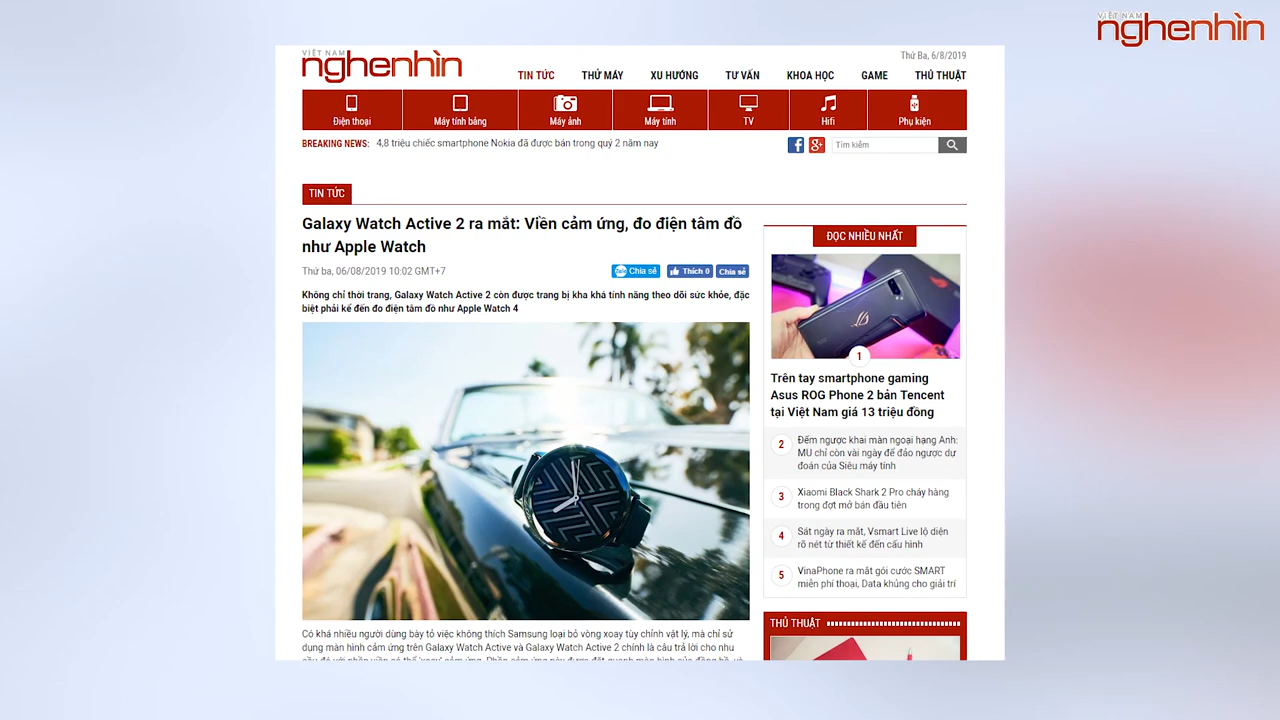 VIỆT NAM
nghenhìn
VIỆT NAM
nghenhìn
Thứ Ba, 6/8/2019
TIN TỨC THỬ MÁY XU HƯỚNG TƯ VẤN KHOA HỌC GAME THỦ THUẬT
Điện thoại Máy tính bảng Máy ảnh Máy tính TV Hifi Phụ kiện
BREAKING NEWS: 4,8 triệu chiếc smartphone Nokia đã được bán trong quý 2 năm nay
Tìm kiếm
TIN TỨC
Galaxy Watch Active 2 ra mắt: Viền cảm ứng, đo điện tâm đồ
như Apple Watch
Thứ ba, 06/08/2019 10:02 GMT+7
Zalo Chia sẻ Thích 0 Chia sẻ
Không chỉ thời trang, Galaxy Watch Active 2 còn được trang bị kha khá tính năng theo dõi sức khỏe, đặc
biệt phải kể đến đo điện tâm đồ như Apple Watch 4
Có khá nhiều người dùng bày tỏ việc không thích Samsung loại bỏ vòng xoay tùy chỉnh vật lý, mà chỉ sử
dụng màn hình cảm ứng trên Galaxy Watch Active và Galaxy Watch Active 2 chính là câu trả lời cho nhu
ĐỌC NHIỀU NHẤT
1
Trên tay smartphone gaming
Asus ROG Phone 2 bản Tencent
tại Việt Nam giá 13 triệu đồng
2 Đếm ngược khai màn ngoại hạng Anh:
MU chỉ còn vài ngày để đảo ngược dự
đoán của Siêu máy tính
3 Xiaomi Black Shark 2 Pro cháy hàng
trong đợt mở bán đầu tiên
4 Sát ngày ra mắt, Vsmart Live lộ diện
rõ nét từ thiết kế đến cấu hình
5 VinaPhone ra mắt gói cước SMART
miễn phí thoại, Data khủng cho giải trí
THỦ THUẬT